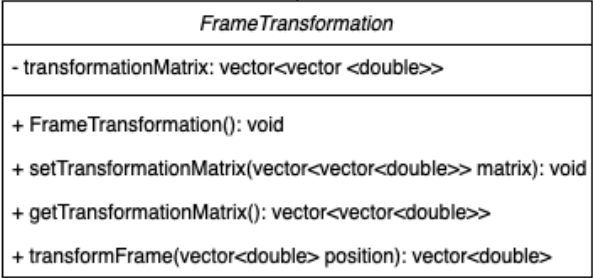 FrameTransformation
- transformationMatrix: vector<vector <double>>
+ FrameTransformation(): void
+ setTransformationMatrix(vector<vector<double>> matrix): void
+ getTransformationMatrix(): vector<vector<double>>
+ transformFrame(vector<double> position): vector<double>